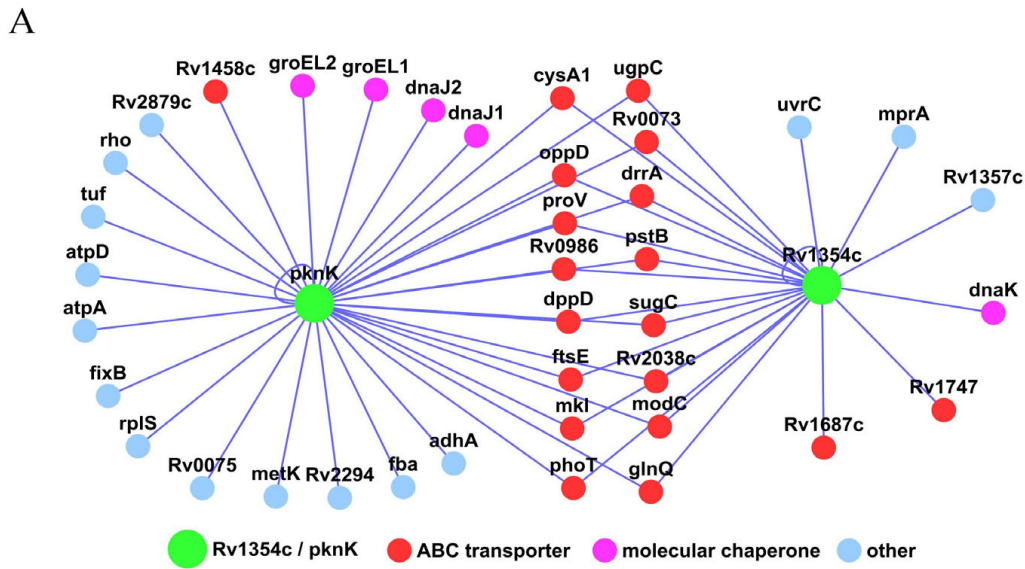 A
Rv1458c
groEL2
groEL1
dnaJ2
dnaJ1
Rv2879c
rho
tuf
atpD
atpA
fixB
rplS
Rv0075
metK
Rv2294
fba
adhA
pknK
cysA1
ugpC
Rv0073
oppD
drrA
proV
pstB
Rv0986
dppD
sugC
ftsE
Rv2038c
mkl
modC
phoT
glnQ
uvrC
mprA
Rv1357c
Rv1354c
dnaK
Rv1747
Rv1687c
Rv1354c / pknK ABC transporter molecular chaperone other